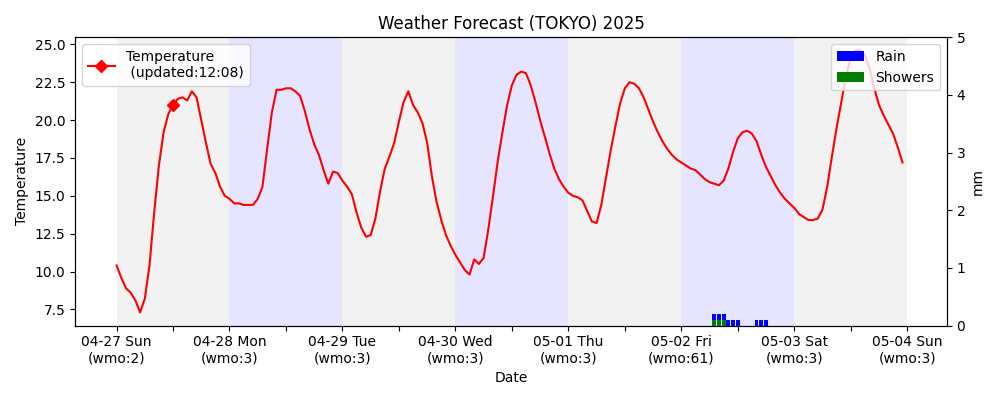 Weather Forecast (TOKYO) 2025
Temperature
(updated:12:08)
Rain
Showers
25.0
22.5
20.0
17.5
15.0
12.5
10.0
7.5
Temperature
5
4
3
2
1
0
mm
04-27 Sun
(wmo:2)
04-28 Mon
(wmo:3)
04-29 Tue
(wmo:3)
04-30 Wed
(wmo:3)
05-01 Thu
(wmo:3)
05-02 Fri
(wmo:61)
05-03 Sat
(wmo:3)
05-04 Sun
(wmo:3)
Date